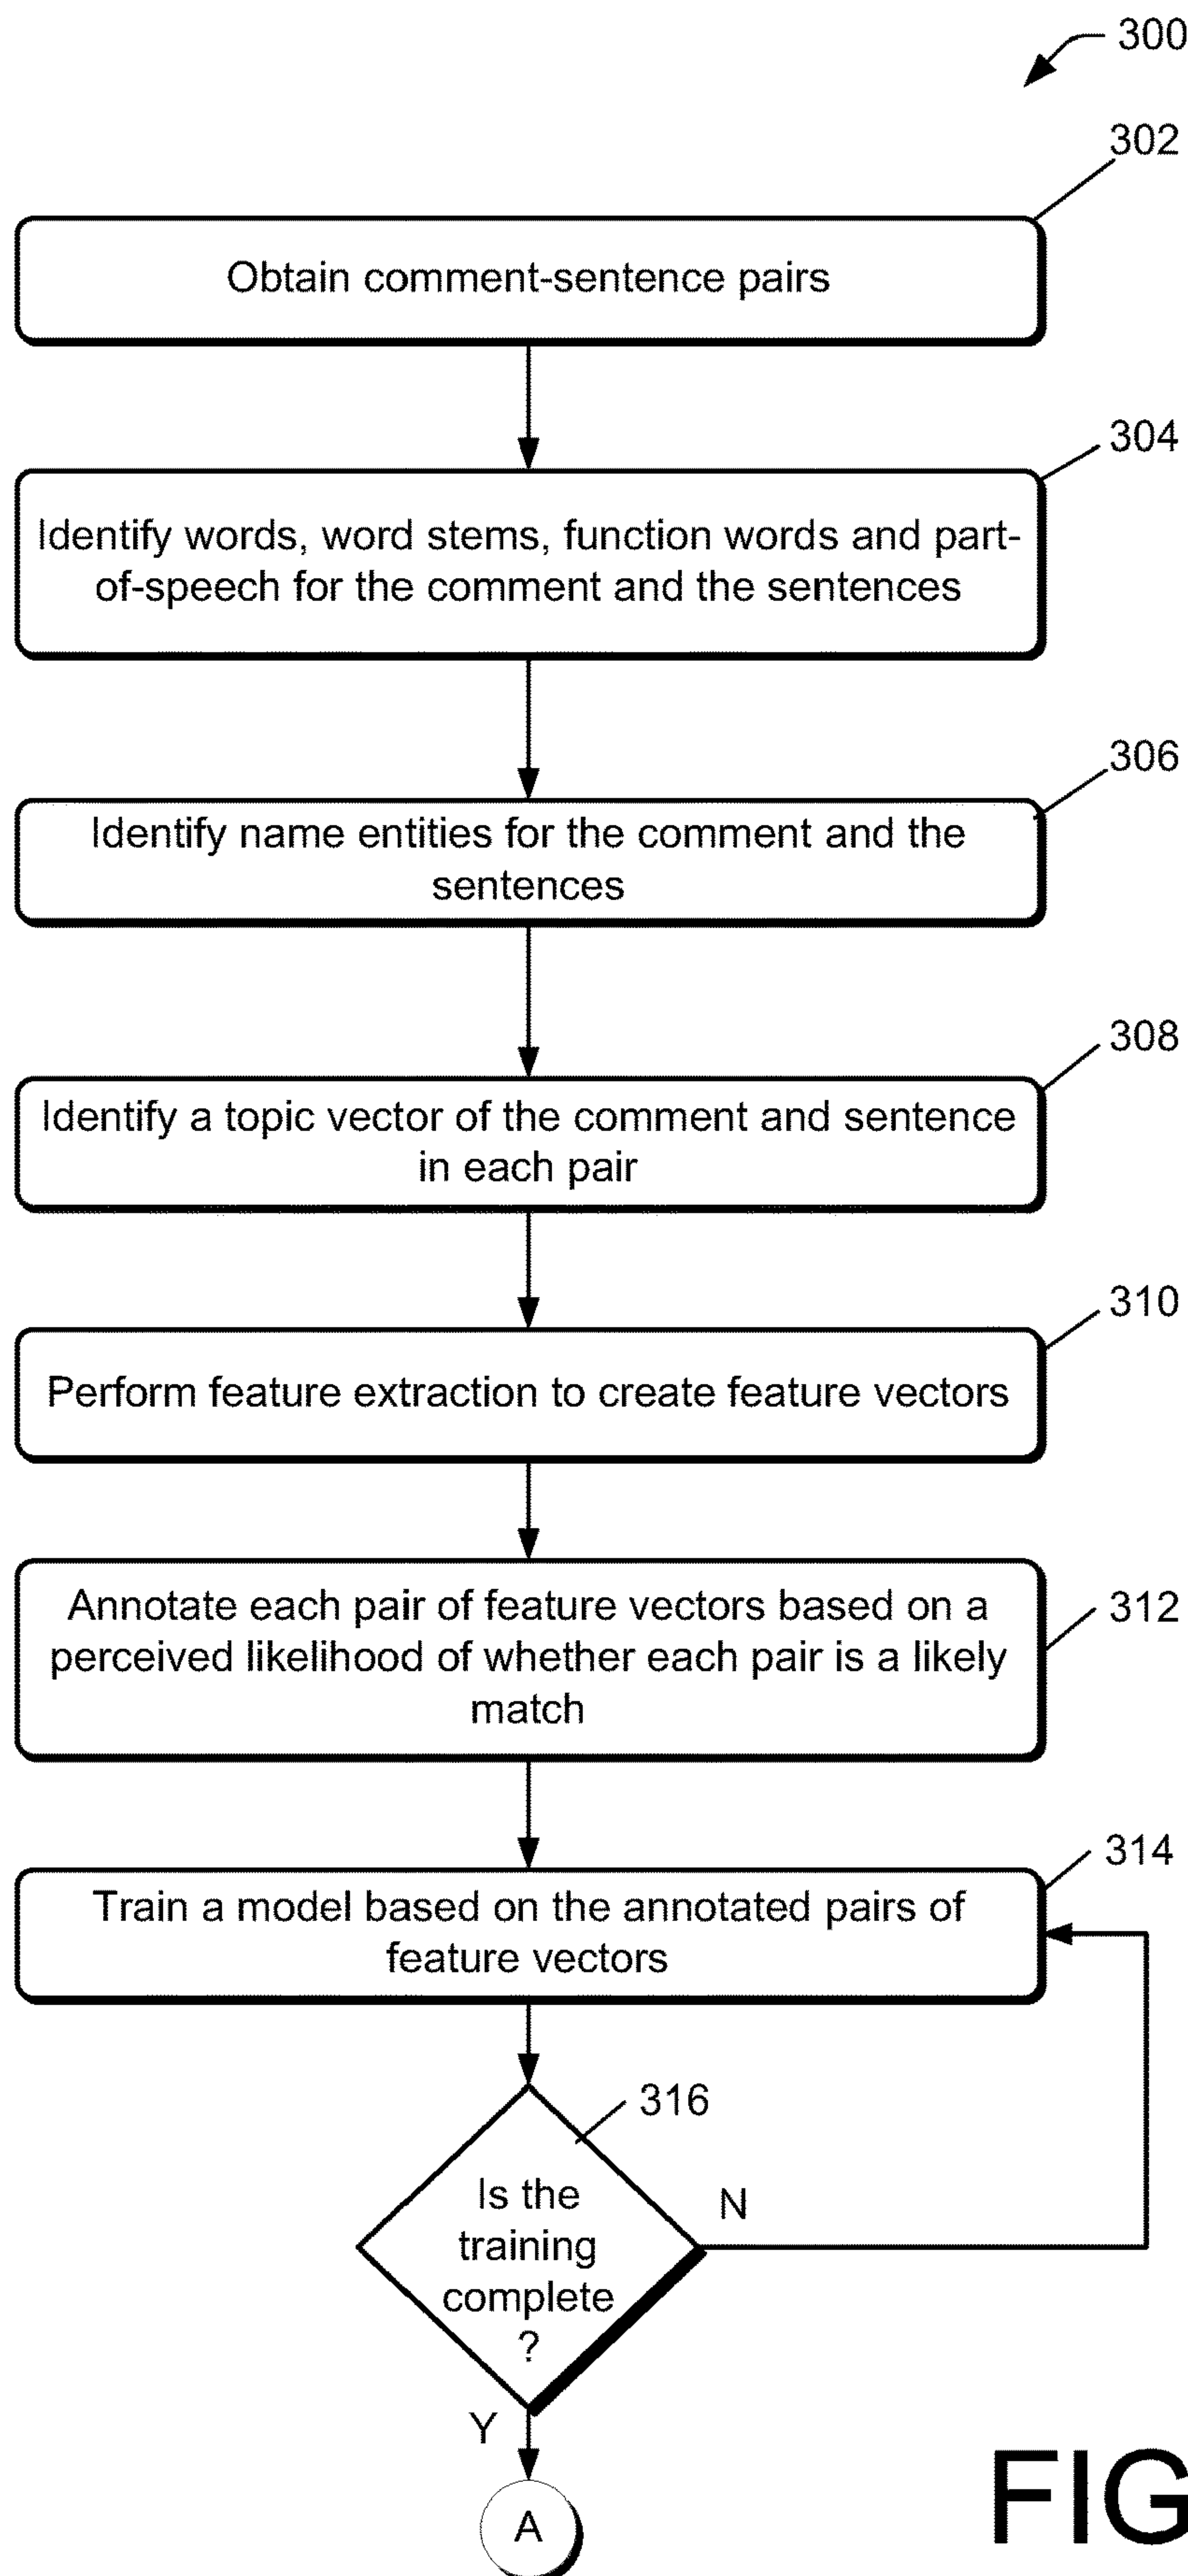 300
302
Obtain comment-sentence pairs
304
Identify words, word stems, function words and part-
of-speech for the comment and the sentences
306
Identify name entities for the comment and the
sentences
308
Identify a topic vector of the comment and sentence
in each pair
310
Perform feature extraction to create feature vectors
312
Annotate each pair of feature vectors based on a
perceived likelihood of whether each pair is a likely
match
314
Train a model based on the annotated pairs of
feature vectors
316
Is the
training
complete
?
N
Y
A
FIG